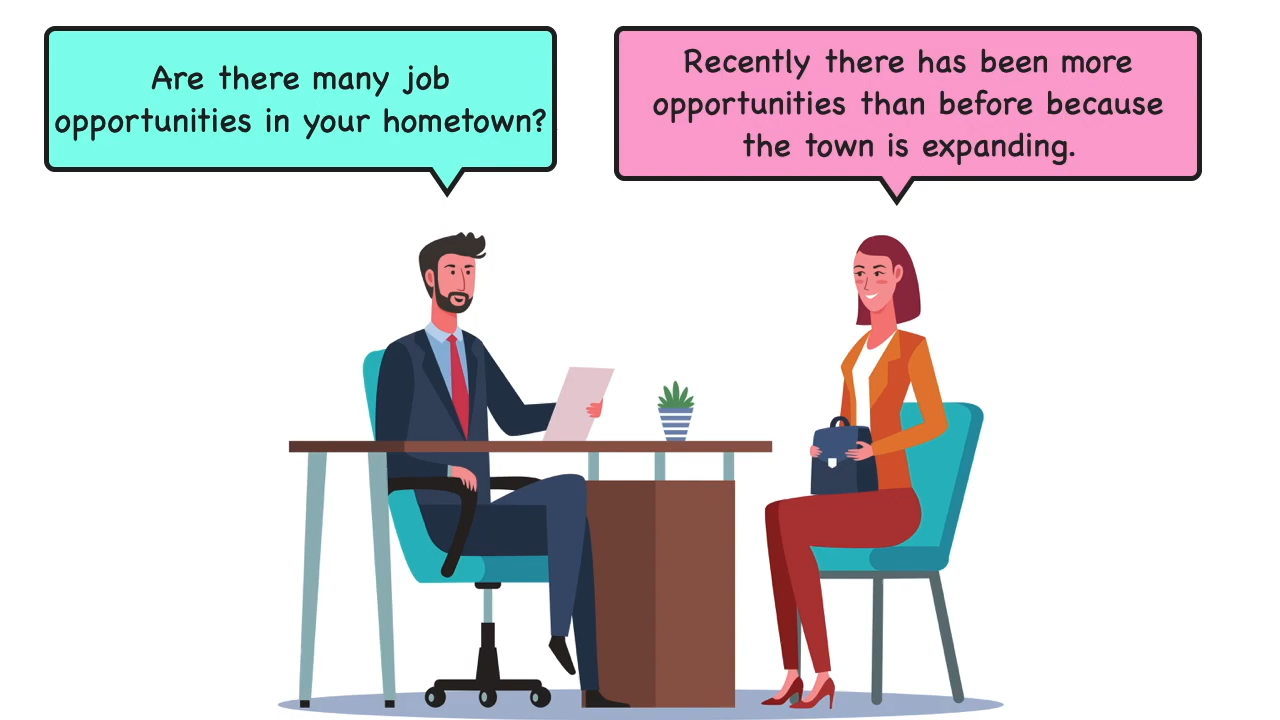 Are there many job
opportunities in your hometown?
Recently there has been more
opportunities than before because
the town is expanding.